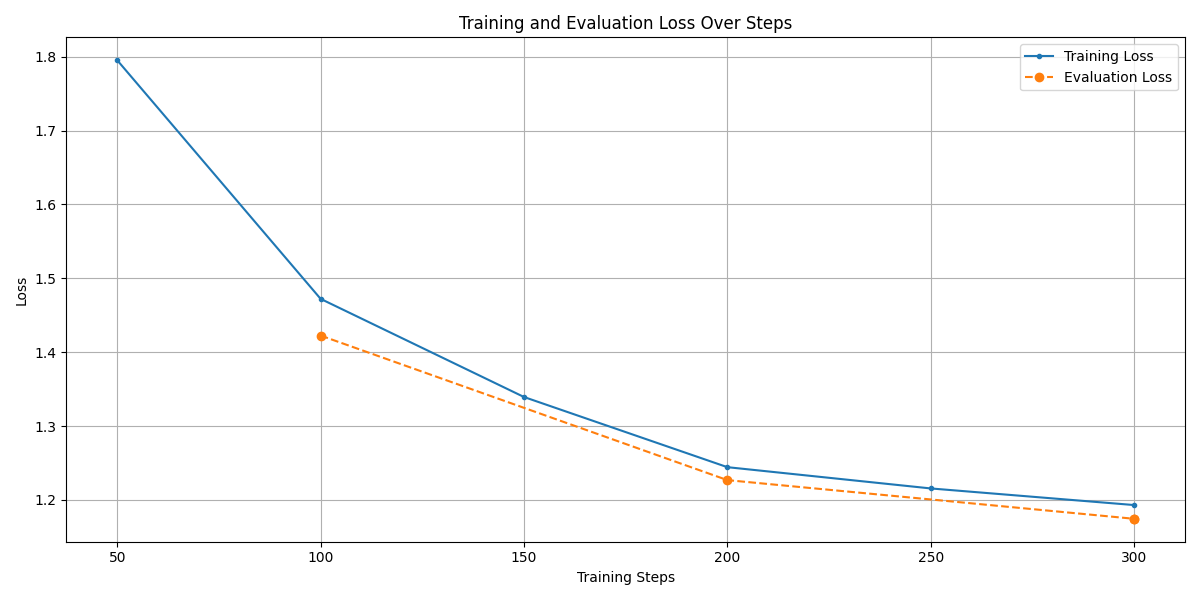 Training and Evaluation Loss Over Steps
Training Loss
Evaluation Loss
1.8
1.7
1.6
1.5
1.4
1.3
1.2
Loss
50 100 150 200 250 300
Training Steps